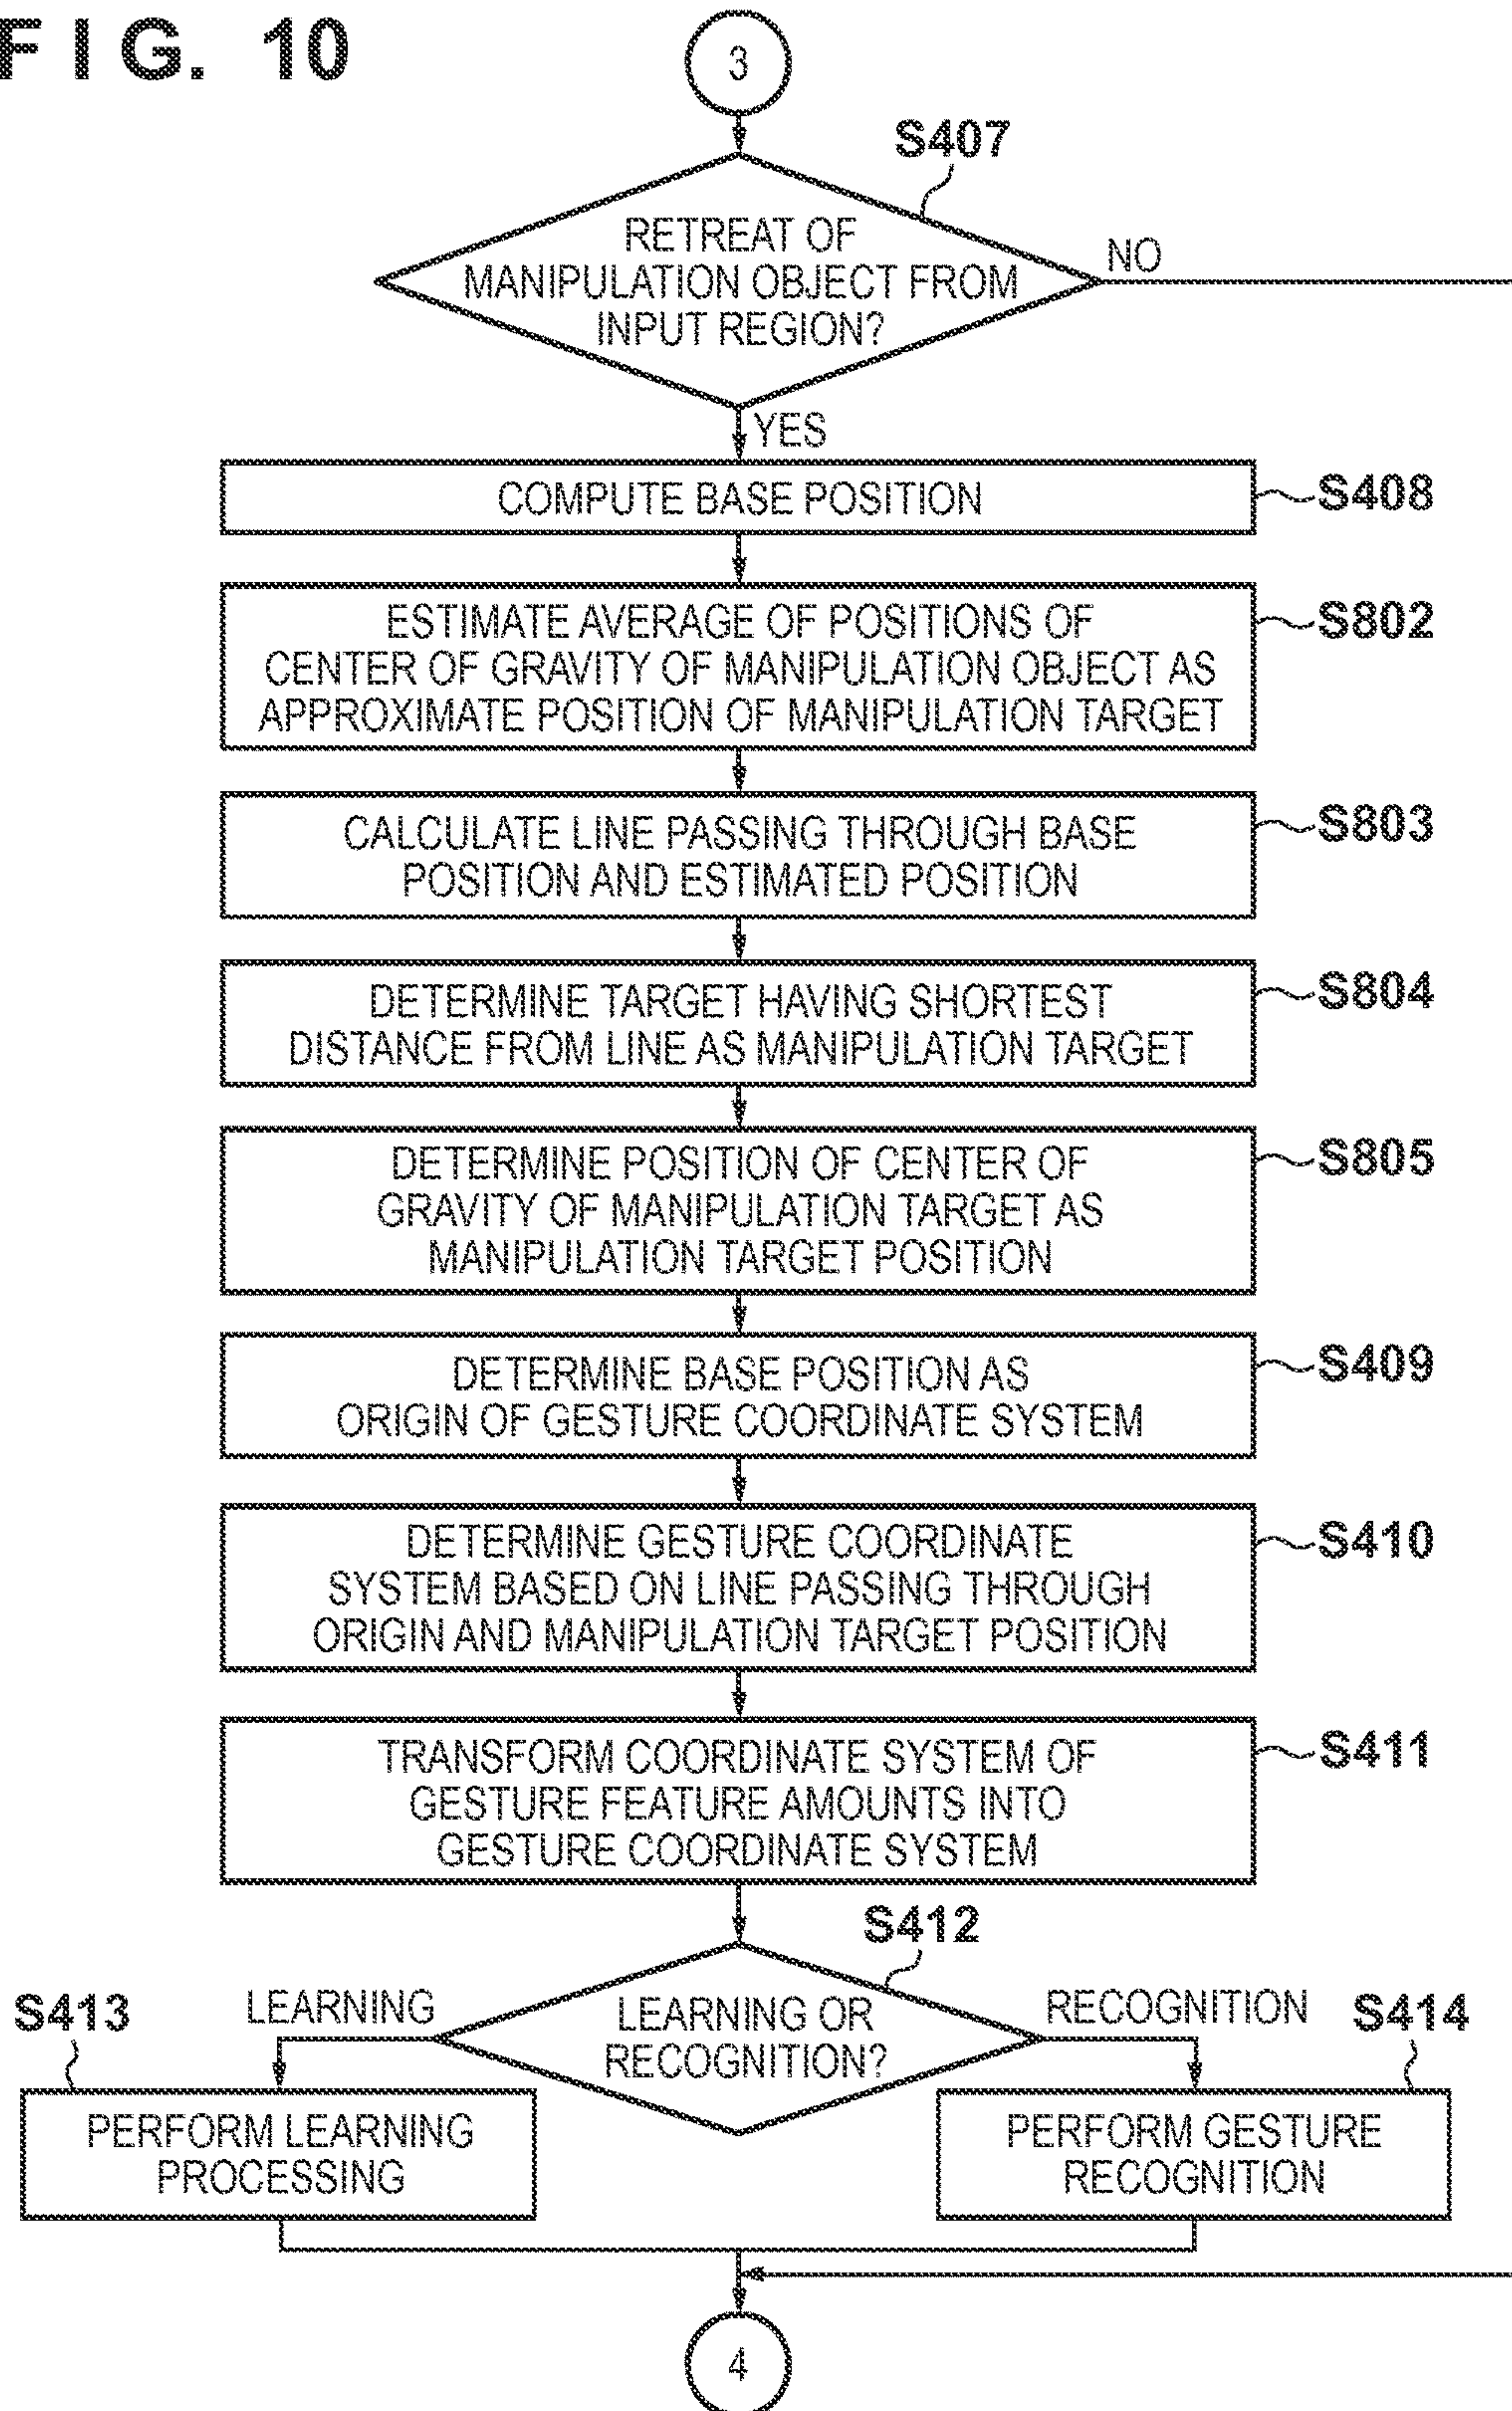 FIG. 10
3
S407
RETREAT OF
MANIPULATION OBJECT FROM
INPUT REGION?
NO
YES
COMPUTE BASE POSITION
S408
ESTIMATE AVERAGE OF POSITIONS OF
CENTER OF GRAVITY OF MANIPULATION OBJECT AS
APPROXIMATE POSITION OF MANIPULATION TARGET
S802
CALCULATE LINE PASSING THROUGH BASE
POSITION AND ESTIMATED POSITION
S803
DETERMINE TARGET HAVING SHORTEST
DISTANCE FROM LINE AS MANIPULATION TARGET
S804
DETERMINE POSITION OF CENTER OF
GRAVITY OF MANIPULATION TARGET AS
MANIPULATION TARGET POSITION
S805
DETERMINE BASE POSITION AS
ORIGIN OF GESTURE COORDINATE SYSTEM
S409
DETERMINE GESTURE COORDINATE
SYSTEM BASED ON LINE PASSING THROUGH
ORIGIN AND MANIPULATION TARGET POSITION
S410
TRANSFORM COORDINATE SYSTEM OF
GESTURE FEATURE AMOUNTS INTO
GESTURE COORDINATE SYSTEM
S411
S412
LEARNING OR
RECOGNITION?
LEARNING
RECOGNITION
S413
PERFORM LEARNING
PROCESSING
S414
PERFORM GESTURE
RECOGNITION
4